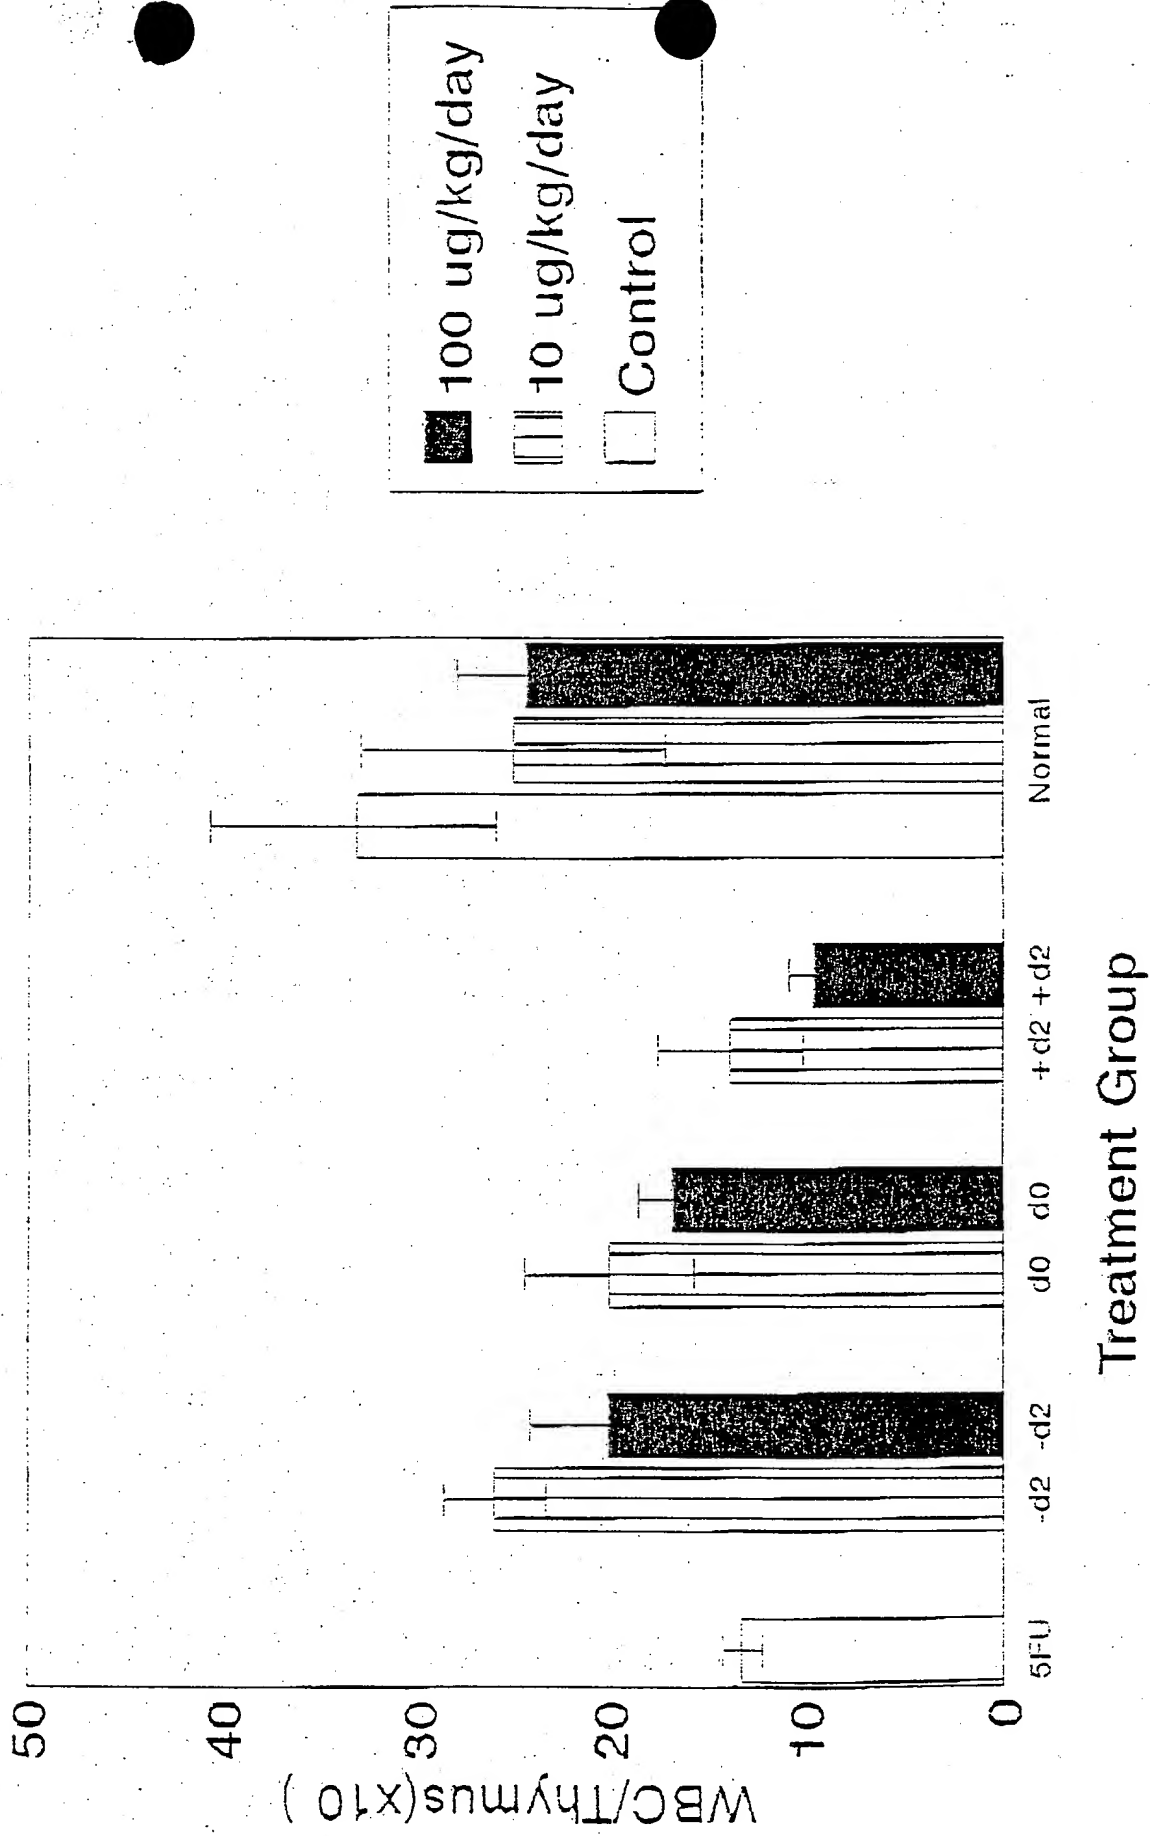 WBC/Thymus(x10 )
50
40
30
20
10
0
5FU
-d2
-d2
d0
d0
+d2
+d2
Normal
Treatment Group
100 ug/kg/day
10 ug/kg/day
Control